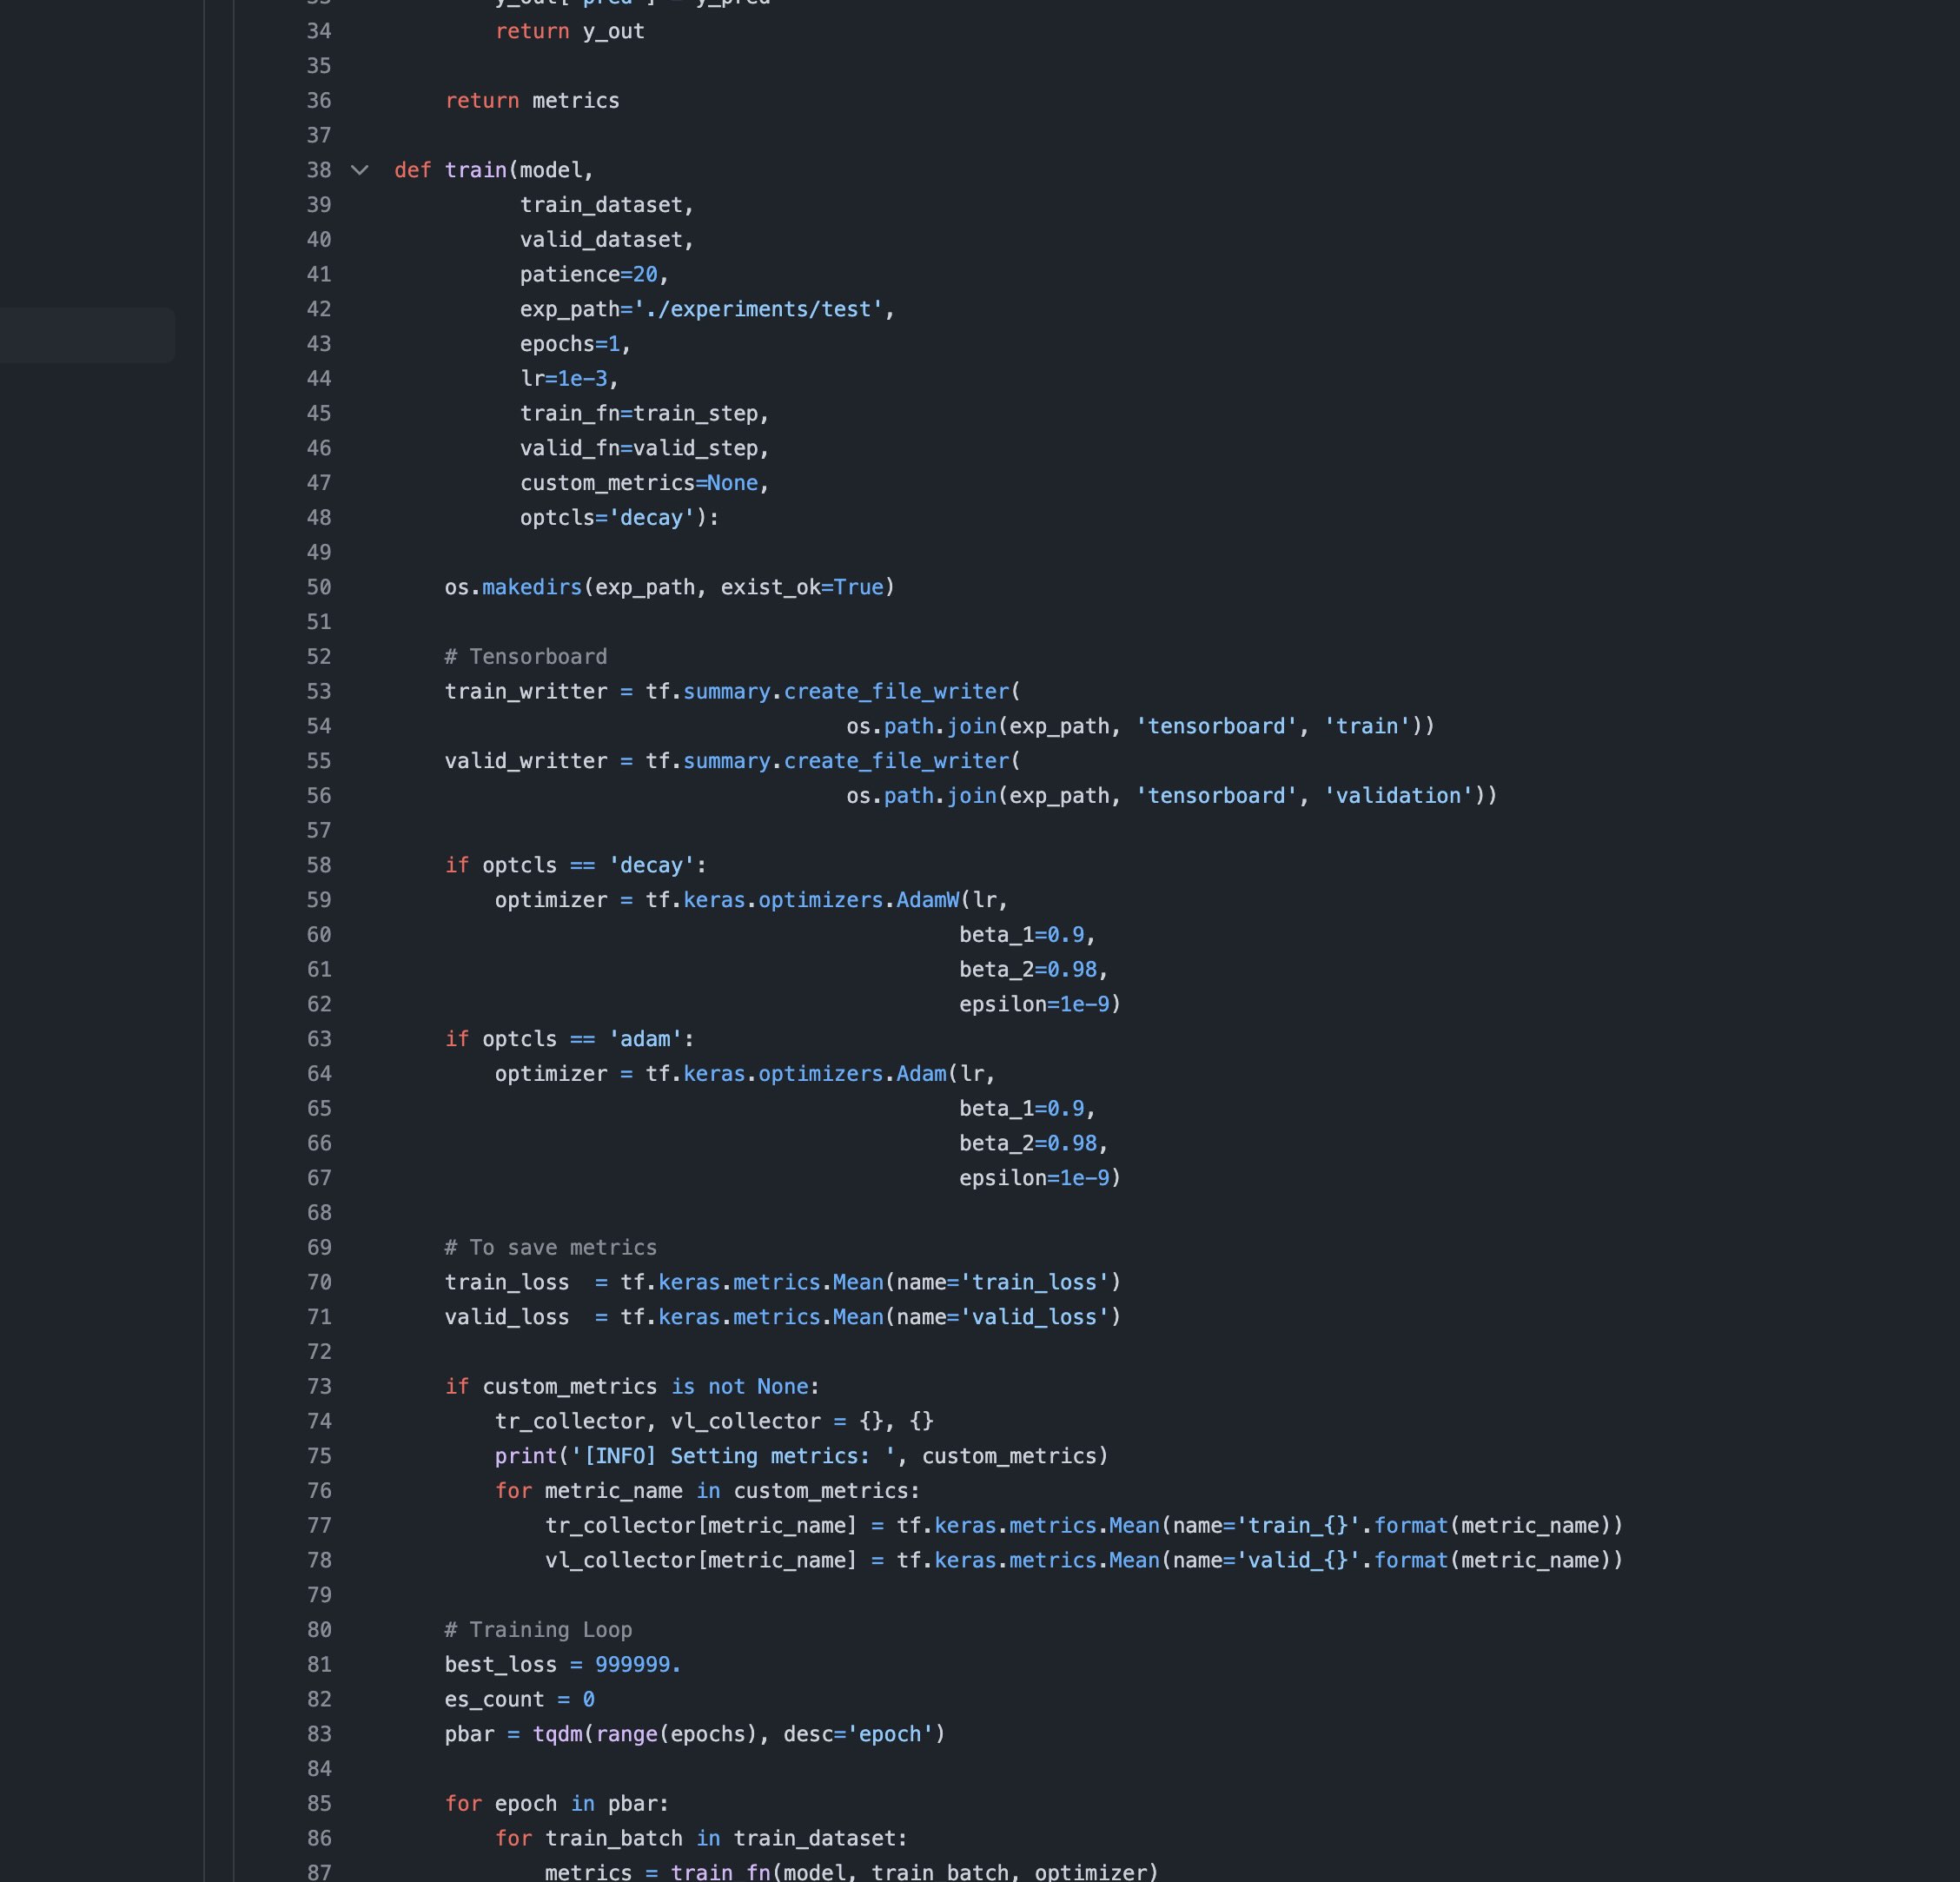 33 y_out['pred'] = y_pred
34 return y_out
35
36 return metrics
37
38 def train(model,
39 train_dataset,
40 valid_dataset,
41 patience=20,
42 exp_path='./experiments/test',
43 epochs=1,
44 lr=1e-3,
45 train_fn=train_step,
46 valid_fn=valid_step,
47 custom_metrics=None,
48 optcls='decay'):
49
50 os.makedirs(exp_path, exist_ok=True)
51
52 # Tensorboard
53 train_writter = tf.summary.create_file_writer(
54 os.path.join(exp_path, 'tensorboard', 'train'))
55 valid_writter = tf.summary.create_file_writer(
56 os.path.join(exp_path, 'tensorboard', 'validation'))
57
58 if optcls == 'decay':
59 optimizer = tf.keras.optimizers.AdamW(lr,
60 beta_1=0.9,
61 beta_2=0.98,
62 epsilon=1e-9)
63 if optcls == 'adam':
64 optimizer = tf.keras.optimizers.Adam(lr,
65 beta_1=0.9,
66 beta_2=0.98,
67 epsilon=1e-9)
68
69 # To save metrics
70 train_loss  = tf.keras.metrics.Mean(name='train_loss')
71 valid_loss  = tf.keras.metrics.Mean(name='valid_loss')
72
73 if custom_metrics is not None:
74 tr_collector, vl_collector = {}, {}
75 print('[INFO] Setting metrics: ', custom_metrics)
76 for metric_name in custom_metrics:
77 tr_collector[metric_name] = tf.keras.metrics.Mean(name='train_{}'.format(metric_name))
78 vl_collector[metric_name] = tf.keras.metrics.Mean(name='valid_{}'.format(metric_name))
79
80 # Training Loop
81 best_loss = 999999.
82 es_count = 0
83 pbar = tqdm(range(epochs), desc='epoch')
84
85 for epoch in pbar:
86 for train_batch in train_dataset:
87 metrics = train_fn(model, train_batch, optimizer)